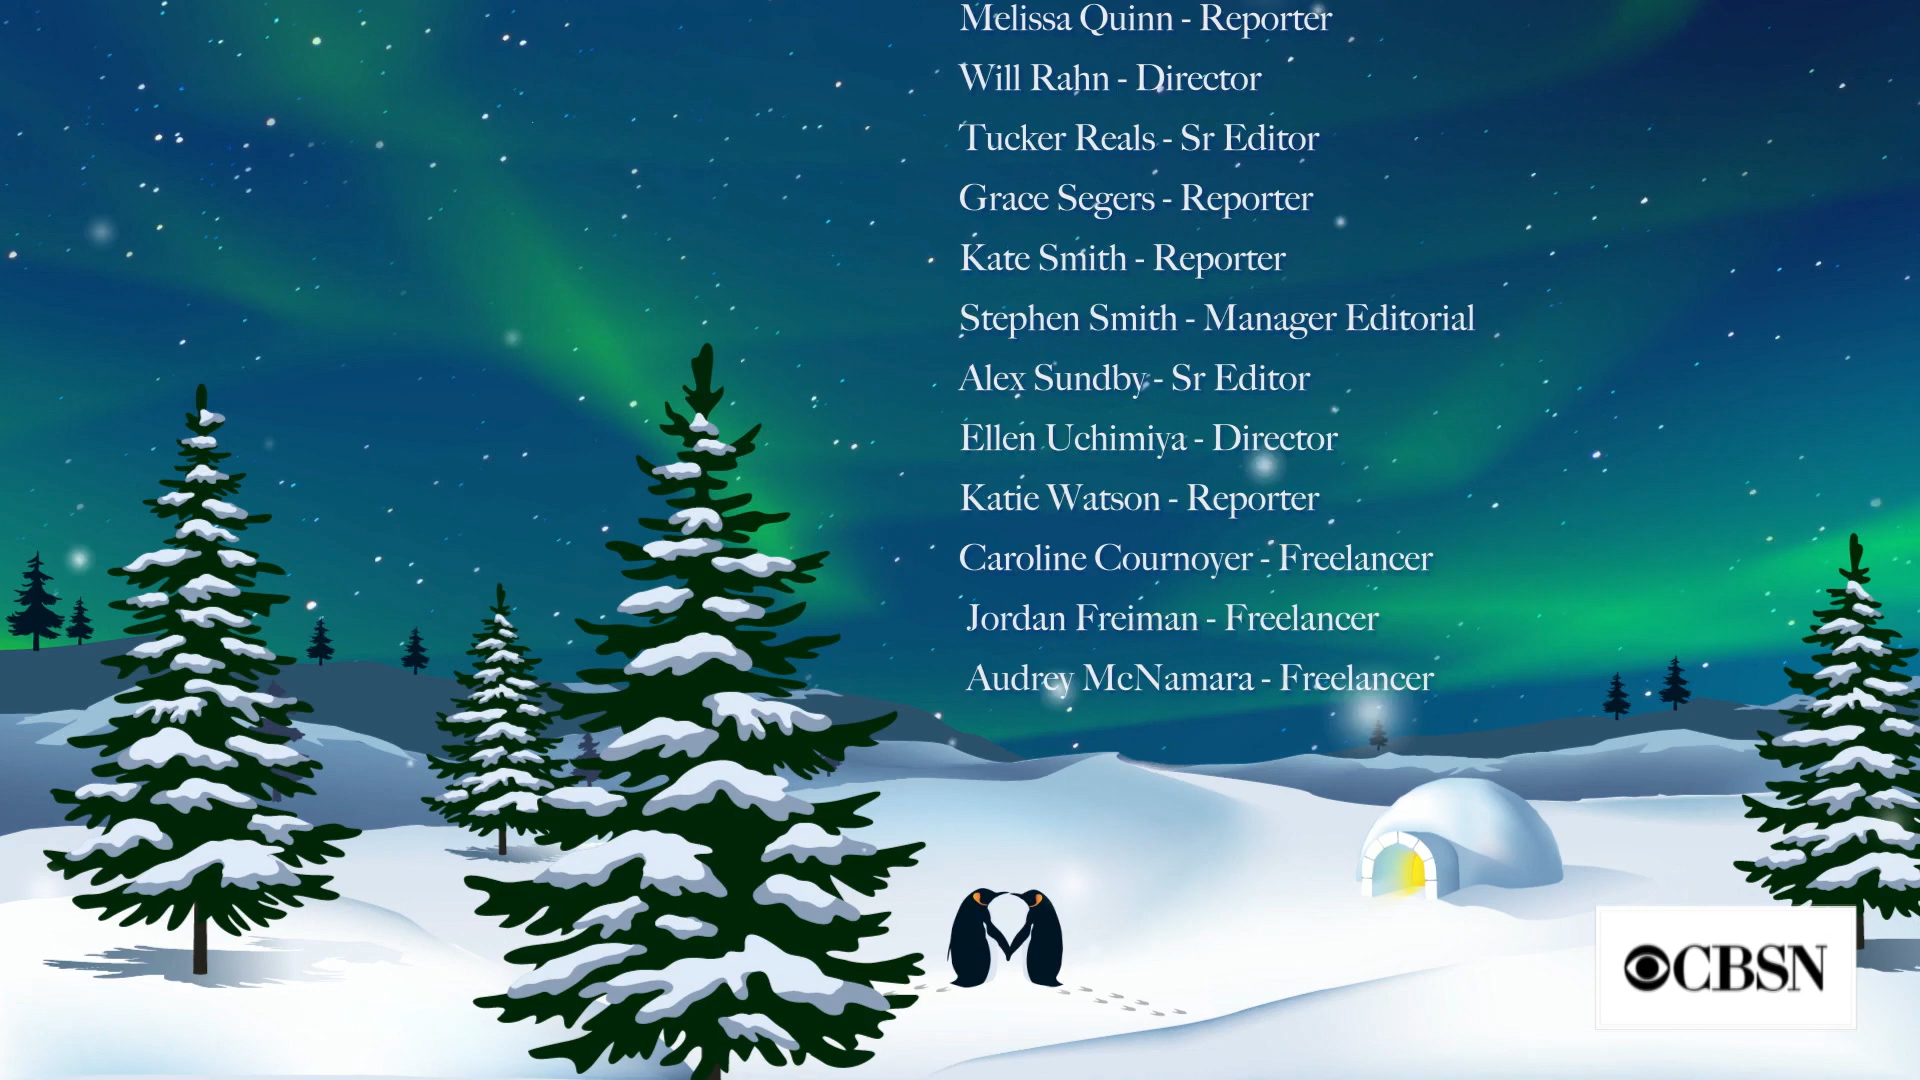 Melissa Quinn - Reporter
Will Rahn - Director
Tucker Reals - Sr Editor
Grace Segers - Reporter
Kate Smith - Reporter
Stephen Smith - Manager Editorial
Alex Sundby - Sr Editor
Ellen Uchimiya - Director
Katie Watson - Reporter
Caroline Cournoyer - Freelancer
Jordan Freiman - Freelancer
Audrey McNamara - Freelancer
CBSN